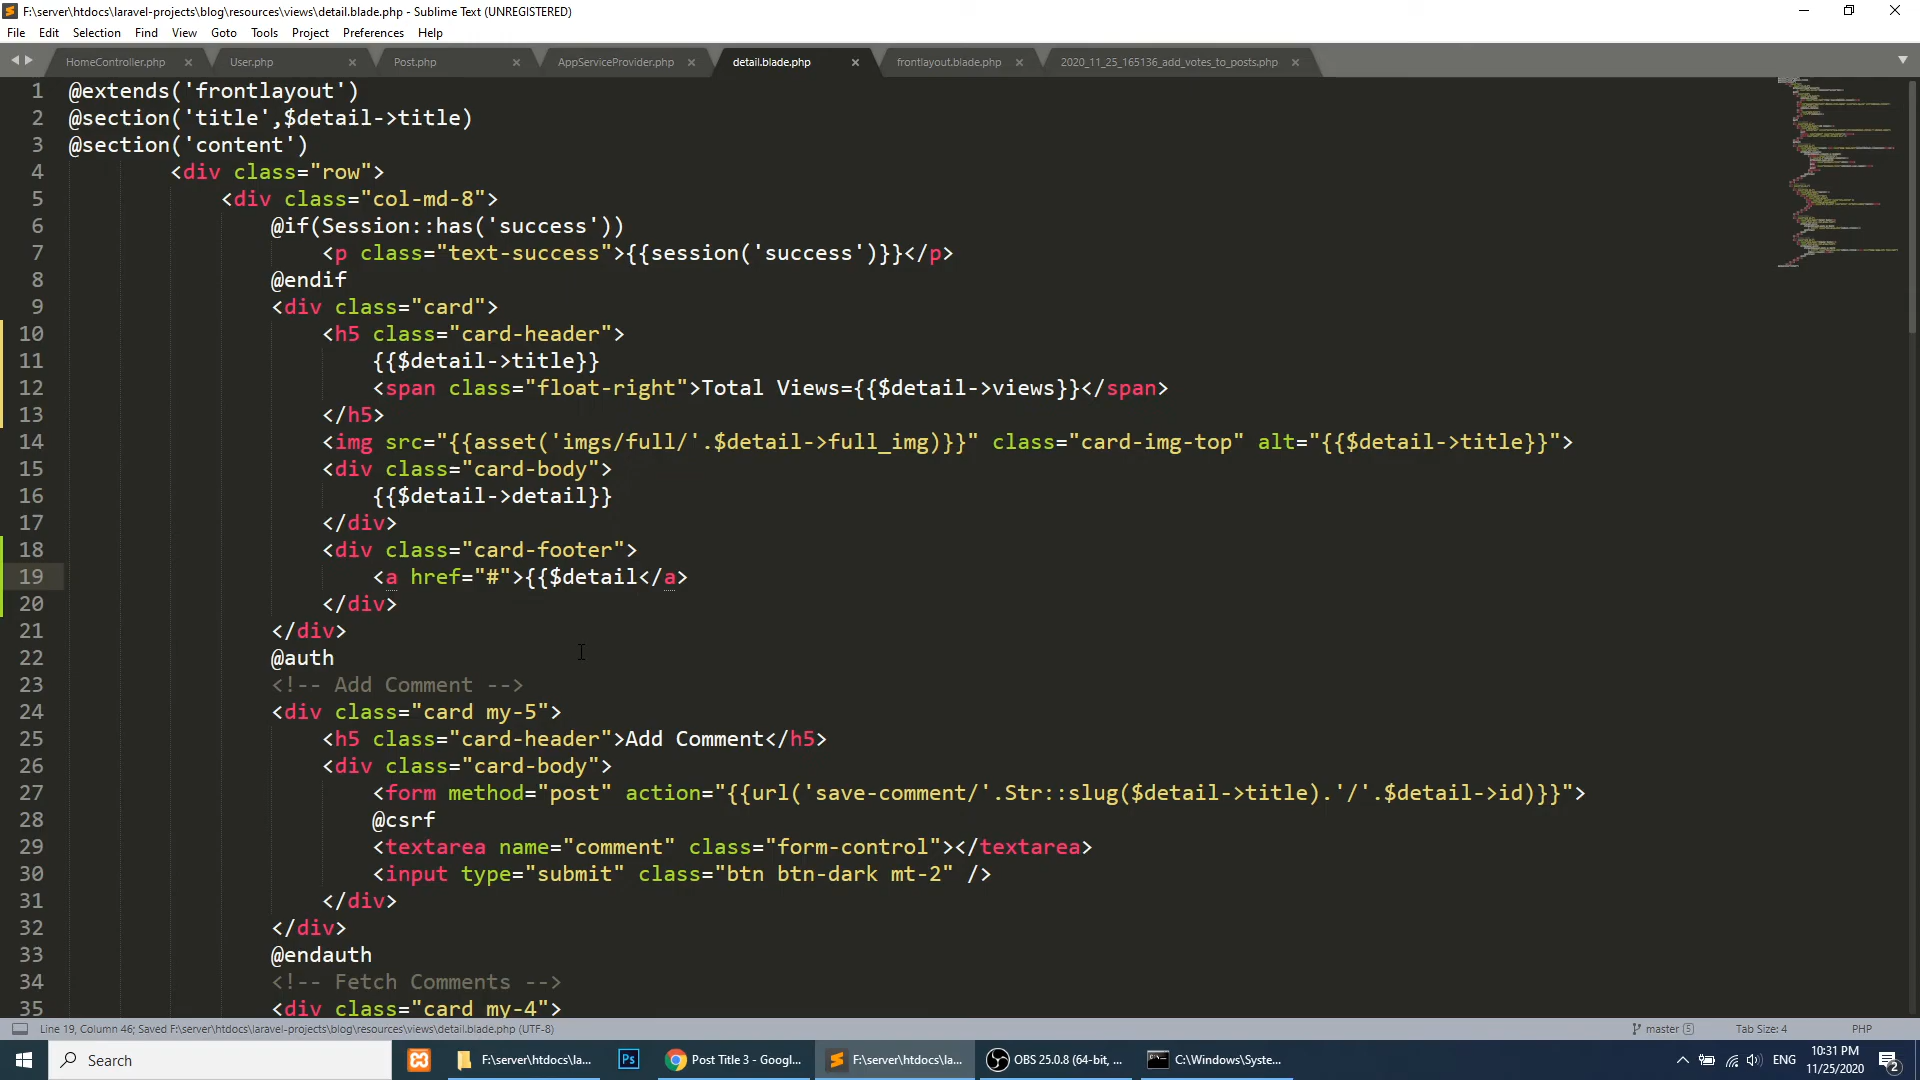 F:\server\htdocs\laravel-projects\blog\resources\views\detail.blade.php - Sublime Text (UNREGISTERED)
File Edit Selection Find View Goto Tools Project Preferences Help
HomeController.php User.php Post.php AppServiceProvider.php detail.blade.php frontlayout.blade.php 2020_11_25_165136_add_votes_to_posts.php
1 @extends('frontlayout')
2 @section('title',$detail->title)
3 @section('content')
4 <div class="row">
5 <div class="col-md-8">
6 @if(Session::has('success'))
7 <p class="text-success">{{session('success')}}</p>
8 @endif
9 <div class="card">
10 <h5 class="card-header">
11 {{$detail->title}}
12 <span class="float-right">Total Views={{$detail->views}}</span>
13 </h5>
14 <img src="{{asset('imgs/full/'.$detail->full_img)}}" class="card-img-top" alt="{{$detail->title}}">
15 <div class="card-body">
16 {{$detail->detail}}
17 </div>
18 <div class="card-footer">
19 <a href="#">{{$detail</a>
20 </div>
21 </div>
22 @auth
23 <!-- Add Comment -->
24 <div class="card my-5">
25 <h5 class="card-header">Add Comment</h5>
26 <div class="card-body">
27 <form method="post" action="{{url('save-comment/'.Str::slug($detail->title).'/'.$detail->id)}}">
28 @csrf
29 <textarea name="comment" class="form-control"></textarea>
30 <input type="submit" class="btn btn-dark mt-2" />
31 </div>
32 </div>
33 @endauth
34 <!-- Fetch Comments -->
35 <div class="card my-4">
Line 19, Column 46; Saved F:\server\htdocs\laravel-projects\blog\resources\views\detail.blade.php (UTF-8) master 5 Tab Size: 4 PHP
Search F:\server\htdocs\la... Ps Post Title 3 - Googl... F:\server\htdocs\la... OBS 25.0.8 (64-bit, ... C:\Windows\Syste... ENG 10:31 PM
11/25/2020 2